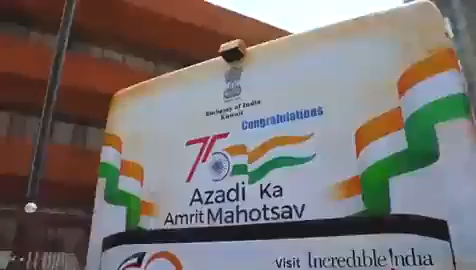 Embassy of India
Kuwait
Congratulations
75
Azadi Ka
Amrit Mahotsav
Visit Incredible India